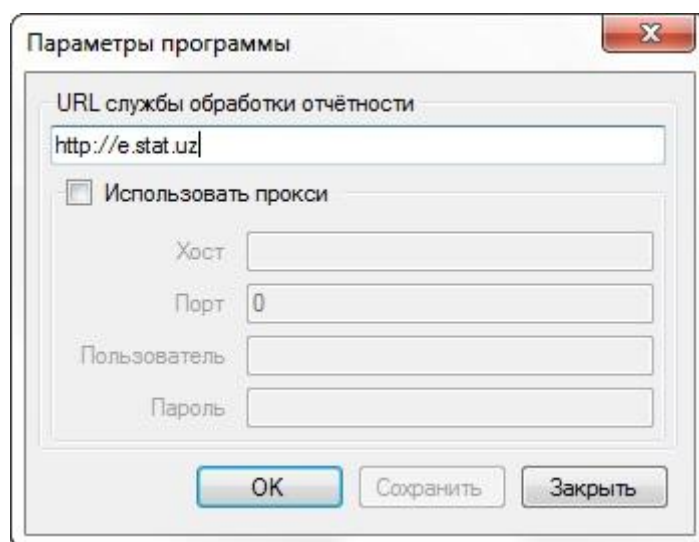 Параметры программы
URL службы обработки отчётности
http://e.stat.uz
Использовать прокси
Хост
Порт 0
Пользователь
Пароль
OK Сохранить Закрыть